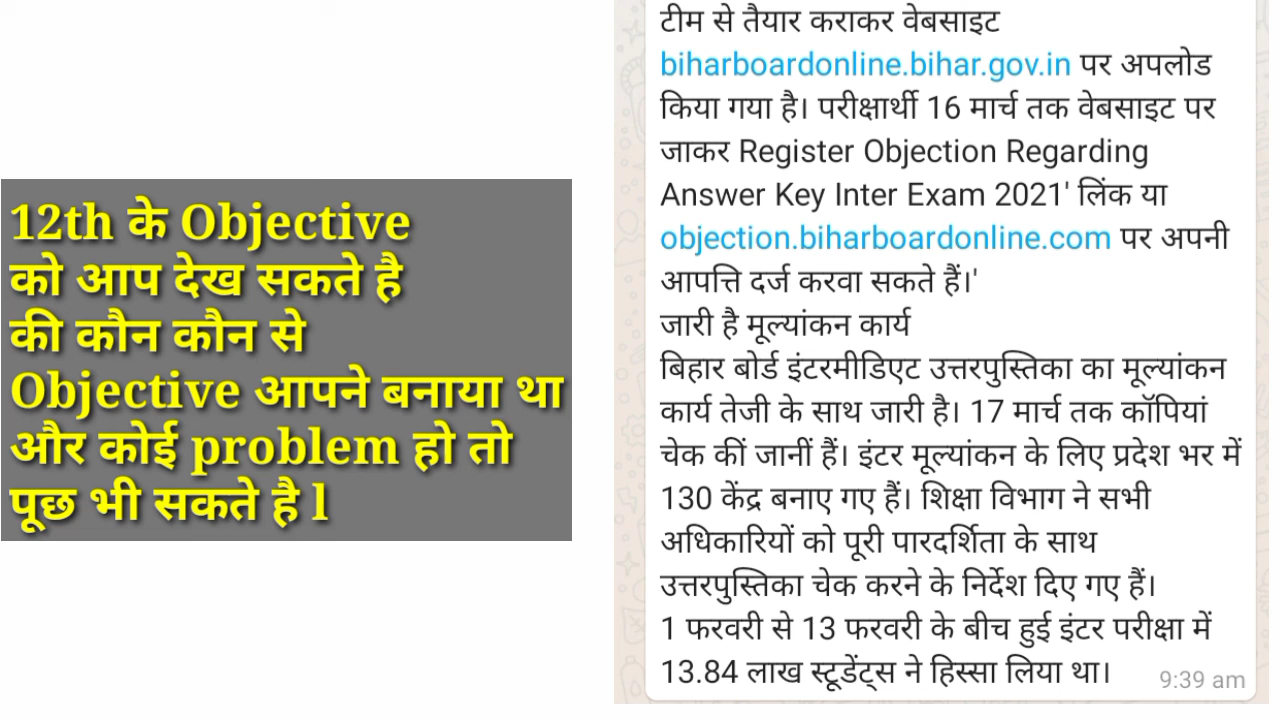 12th के Objective
को आप देख सकते है
की कौन कौन से
Objective आपने बनाया था
और कोई problem हो तो
पूछ भी सकते है l
टीम से तैयार कराकर वेबसाइट
biharboardonline.bihar.gov.in पर अपलोड
किया गया है। परीक्षार्थी 16 मार्च तक वेबसाइट पर
जाकर Register Objection Regarding
Answer Key Inter Exam 2021' लिंक या
objection.biharboardonline.com पर अपनी
आपत्ति दर्ज करवा सकते हैं।'
जारी है मूल्यांकन कार्य
बिहार बोर्ड इंटरमीडिएट उत्तरपुस्तिका का मूल्यांकन
कार्य तेजी के साथ जारी है। 17 मार्च तक कॉपियां
चेक कीं जानीं हैं। इंटर मूल्यांकन के लिए प्रदेश भर में
130 केंद्र बनाए गए हैं। शिक्षा विभाग ने सभी
अधिकारियों को पूरी पारदर्शिता के साथ
उत्तरपुस्तिका चेक करने के निर्देश दिए गए हैं।
1 फरवरी से 13 फरवरी के बीच हुई इंटर परीक्षा में
13.84 लाख स्टूडेंट्स ने हिस्सा लिया था।
9:39 am